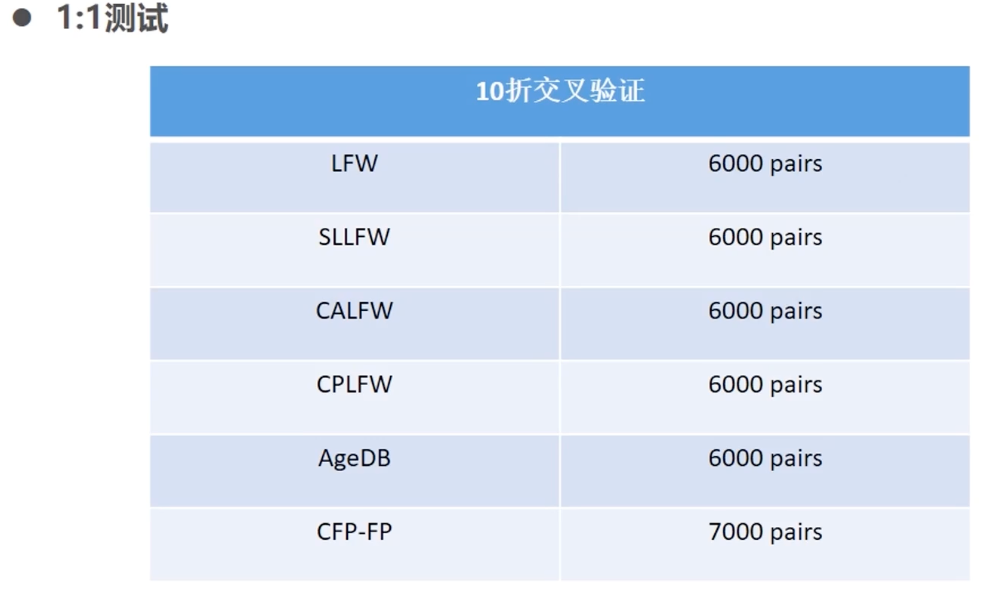 ● 1:1测试
10折交叉验证
LFW 6000 pairs
SLLFW 6000 pairs
CALFW 6000 pairs
CPLFW 6000 pairs
AgeDB 6000 pairs
CFP-FP 7000 pairs